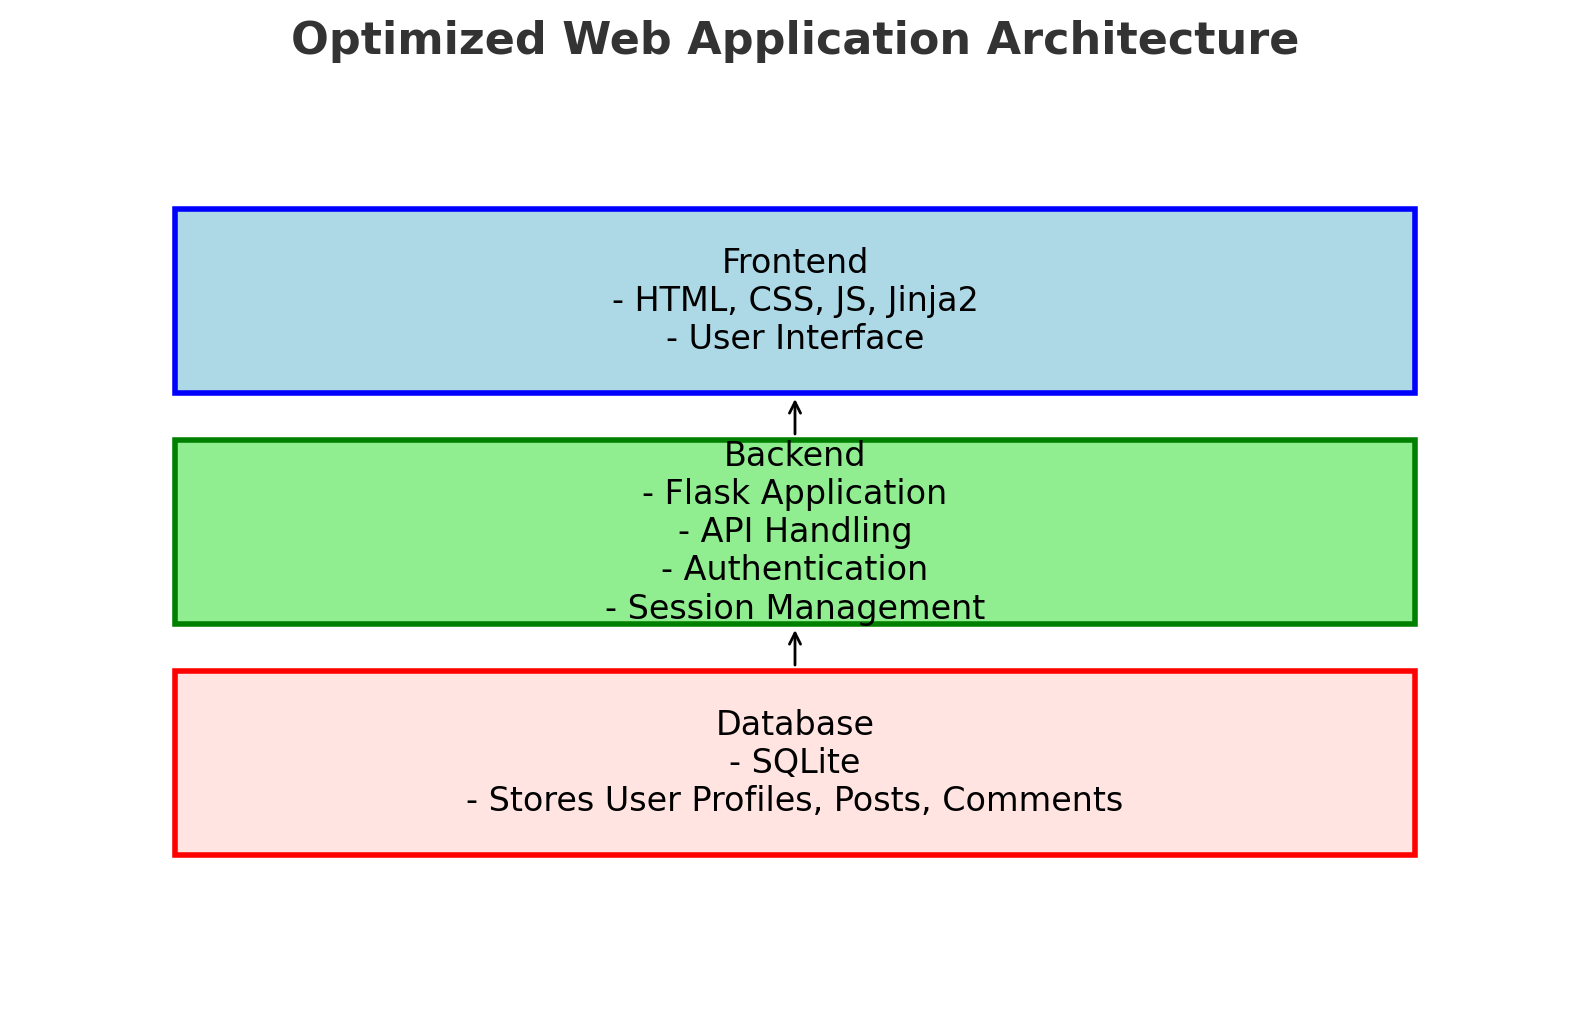 Optimized Web Application Architecture
Frontend
- HTML, CSS, JS, Jinja2
- User Interface
Backend
- Flask Application
- API Handling
- Authentication
- Session Management
Database
- SQLite
- Stores User Profiles, Posts, Comments